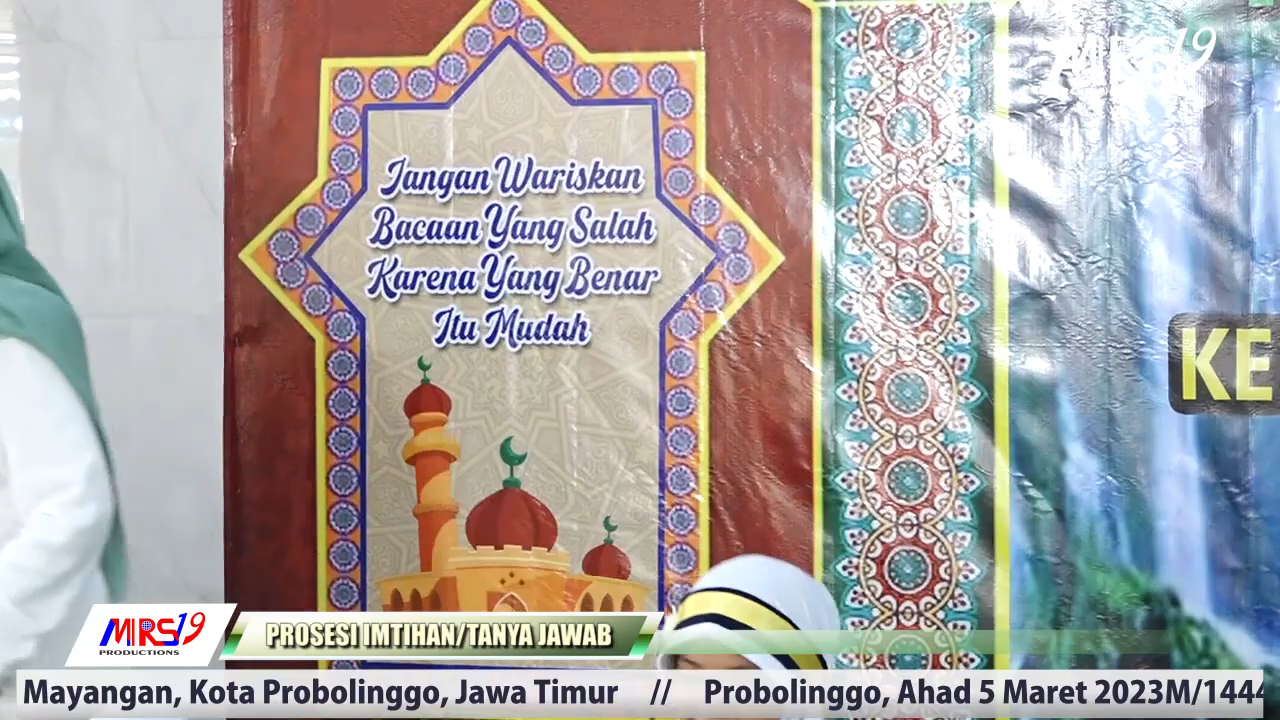 MRS19
Jangan Wariskan
Bacaan Yang Salah
Karena Yang Benar
Itu Mudah
KE
MRS19
PRODUCTIONS
PROSESI IMTIHAN/TANYA JAWAB
Mayangan, Kota Probolinggo, Jawa Timur // Probolinggo, Ahad 5 Maret 2023M/1444